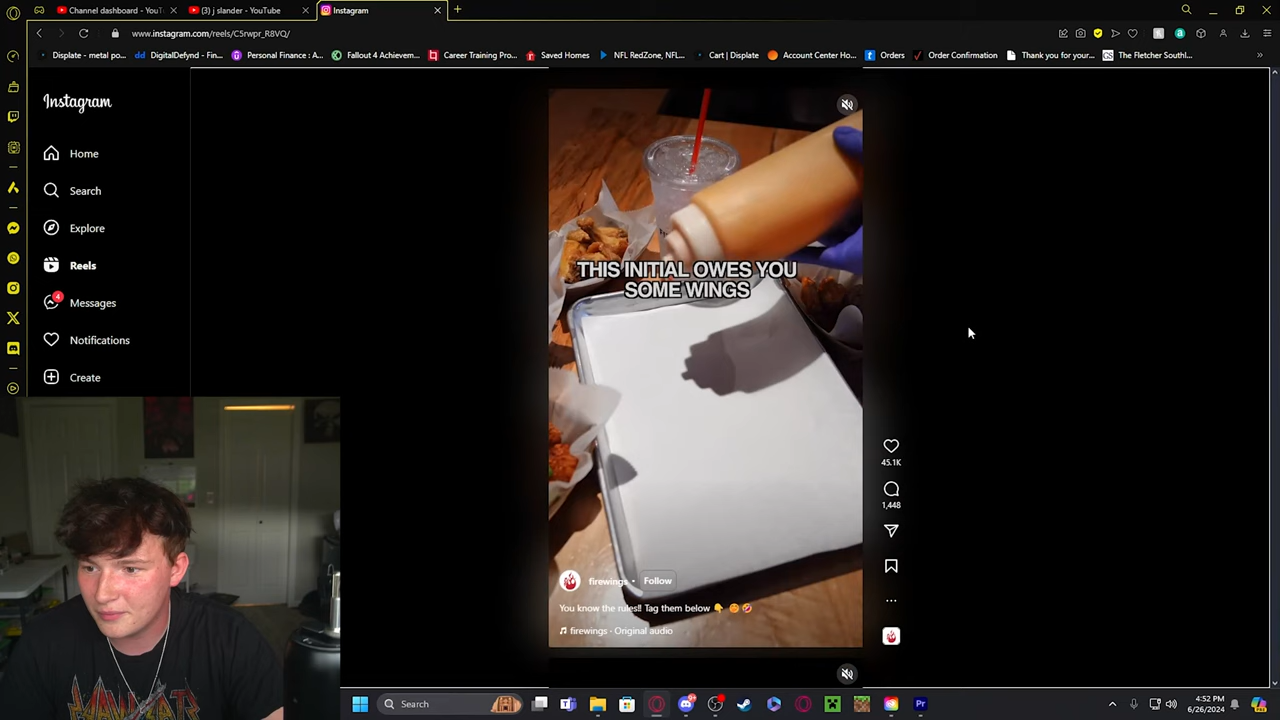 Channel dashboard - YouT
(3) j slander - YouTube
Instagram
www.instagram.com/reels/C5rwpr_R8VQ/
Displate - metal po...
DigitalDefynd - Fin...
Personal Finance : A...
Fallout 4 Achievem...
Career Training Pro...
Saved Homes
NFL RedZone, NFL...
Cart | Displate
Account Center Ho...
Orders
Order Confirmation
Thank you for your...
The Fletcher Southl...
Instagram
Home
Search
Explore
Reels
4
Messages
Notifications
Create
THIS INITIAL OWES YOU
SOME WINGS
45.1K
1,448
firewings • Follow
You know the rules!! Tag them below
firewings · Original audio
Search
4:52 PM
6/26/2024